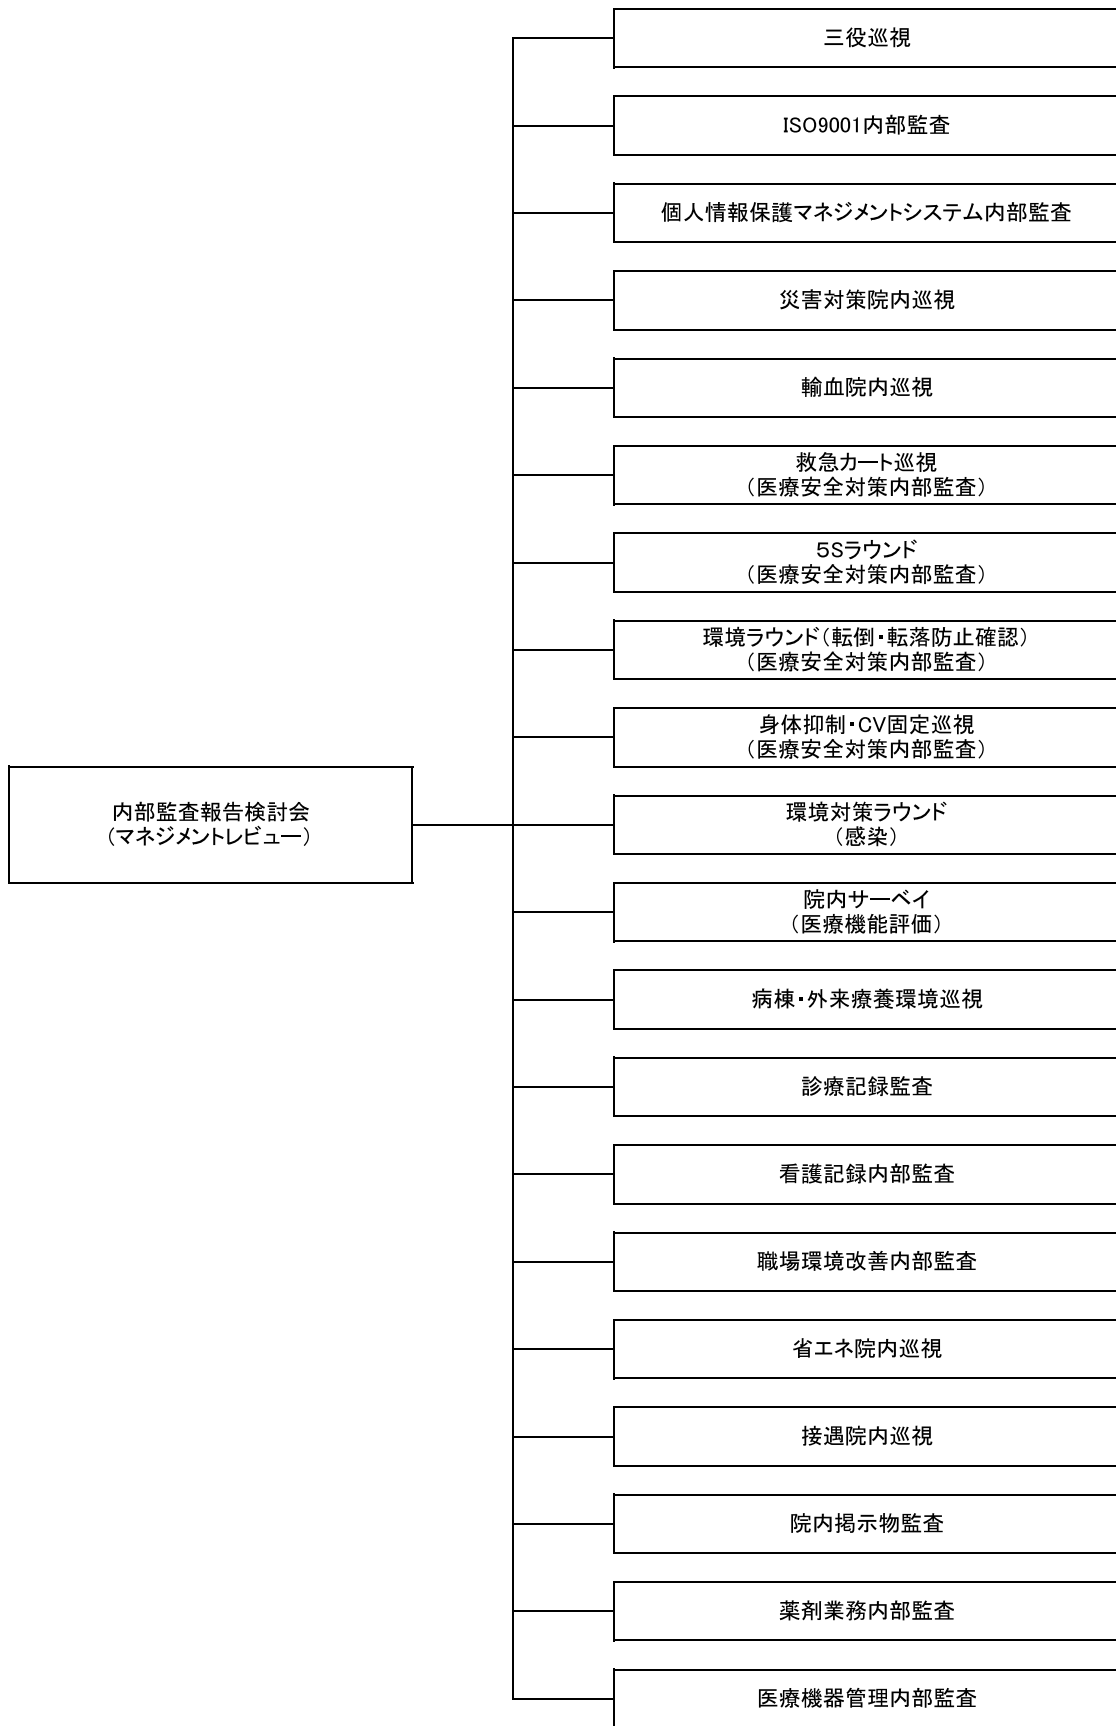 三役巡視
ISO9001内部監査
個人情報保護マネジメントシステム内部監査
災害対策院内巡視
輸血院内巡視
救急カート巡視
（医療安全対策内部監査）
５Sラウンド
（医療安全対策内部監査）
環境ラウンド（転倒・転落防止確認）
（医療安全対策内部監査）
身体抑制・CV固定巡視
（医療安全対策内部監査）
内部監査報告検討会
（マネジメントレビュー）
環境対策ラウンド
（感染）
院内サーベイ
（医療機能評価）
病棟・外来療養環境巡視
診療記録監査
看護記録内部監査
職場環境改善内部監査
省エネ院内巡視
接遇院内巡視
院内掲示物監査
薬剤業務内部監査
医療機器管理内部監査